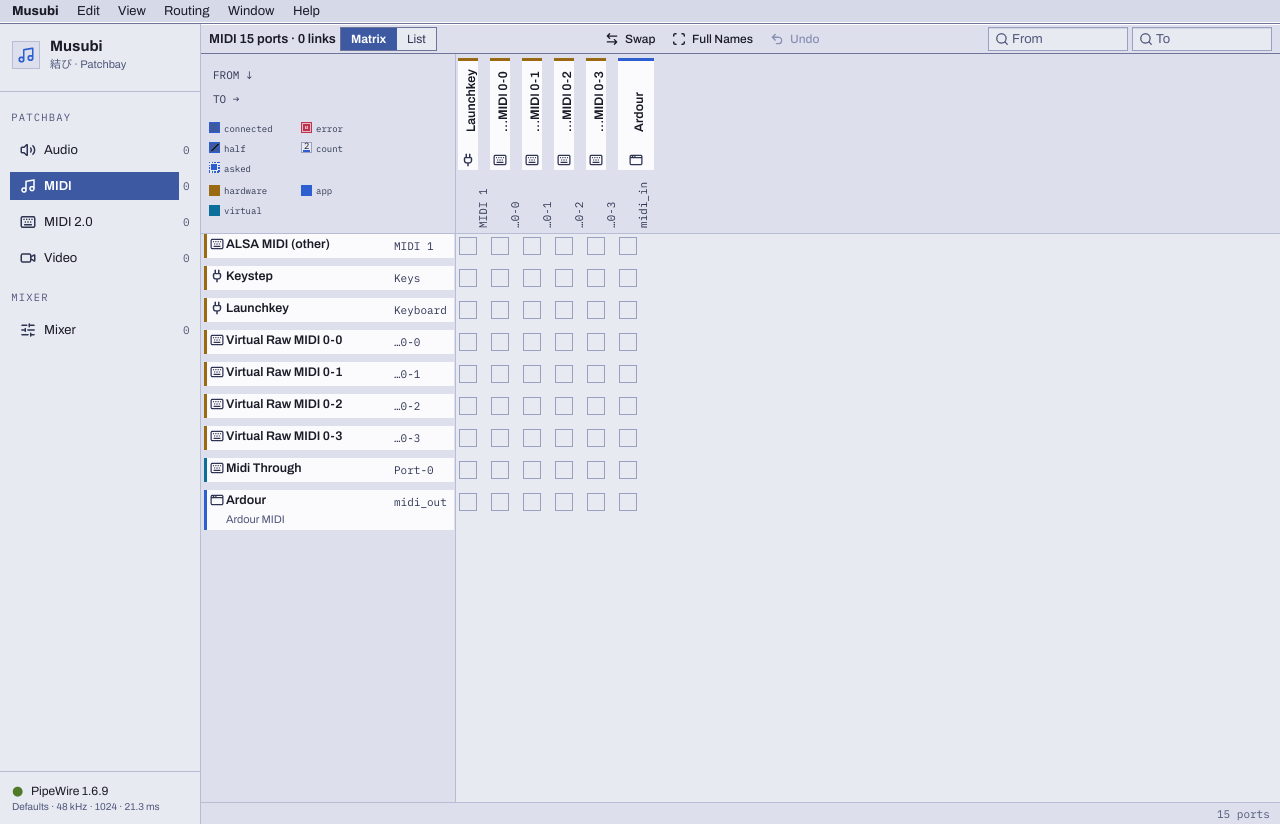 Musubi Edit View Routing Window Help
Musubi
結び · Patchbay
PATCHBAY
Audio 0
MIDI 0
MIDI 2.0 0
Video 0
MIXER
Mixer 0
PipeWire 1.6.9
Defaults · 48 kHz · 1024 · 21.3 ms
MIDI 15 ports · 0 links Matrix List Swap Full Names Undo From To
FROM ↓
TO →
connected error
half 2 count
asked
hardware app
virtual
Launchkey
...MIDI 0-0
...MIDI 0-1
...MIDI 0-2
...MIDI 0-3
Ardour
MIDI 1
…0-0
…0-1
…0-2
…0-3
midi_in
ALSA MIDI (other) MIDI 1
Keystep Keys
Launchkey Keyboard
Virtual Raw MIDI 0-0 …0-0
Virtual Raw MIDI 0-1 …0-1
Virtual Raw MIDI 0-2 …0-2
Virtual Raw MIDI 0-3 …0-3
Midi Through Port-0
Ardour midi_out
Ardour MIDI
15 ports